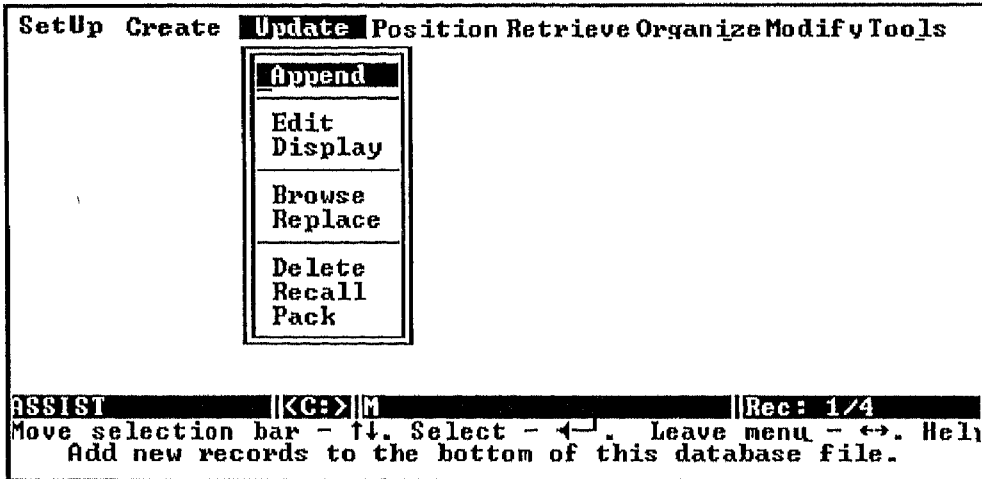 SetUp Create Update Position Retrieve Organize Modify Tools
Append
Edit
Display
Browse
Replace
Delete
Recall
Pack
ASSIST ||<C:>||M ||Rec: 1/4
Move selection bar - ↑↓. Select - ◄─┘. Leave menu - ↔. Hel
Add new records to the bottom of this database file.